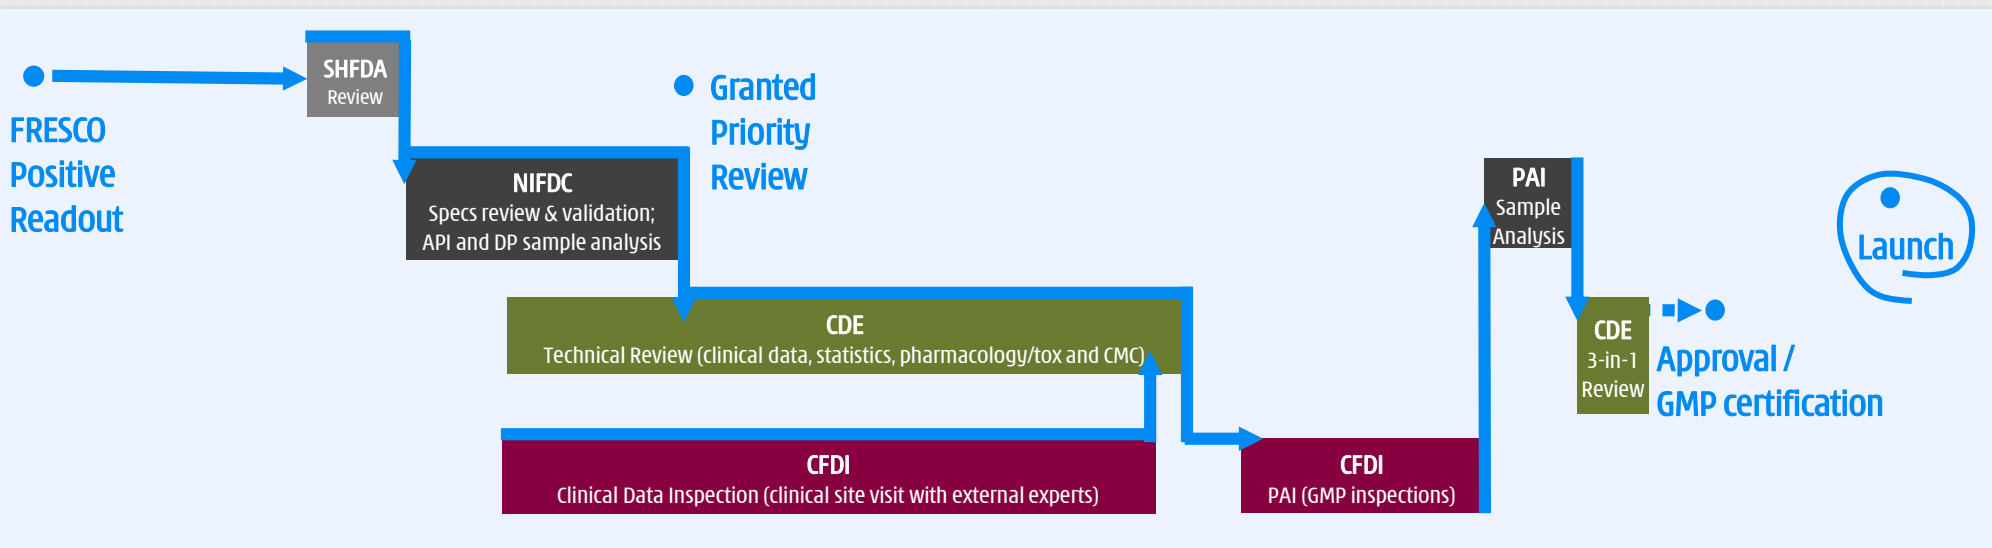 FRESCO
Positive
Readout
SHFDA
Review
NIFDC
Specs review & validation;
API and DP sample analysis
Granted
Priority
Review
CDE
Technical Review (clinical data, statistics, pharmacology/tox and CMC)
CFDI
Clinical Data Inspection (clinical site visit with external experts)
CFDI
PAI (GMP inspections)
PAI
Sample
Analysis
CDE
3-in-1
Review
Approval /
GMP certification
Launch